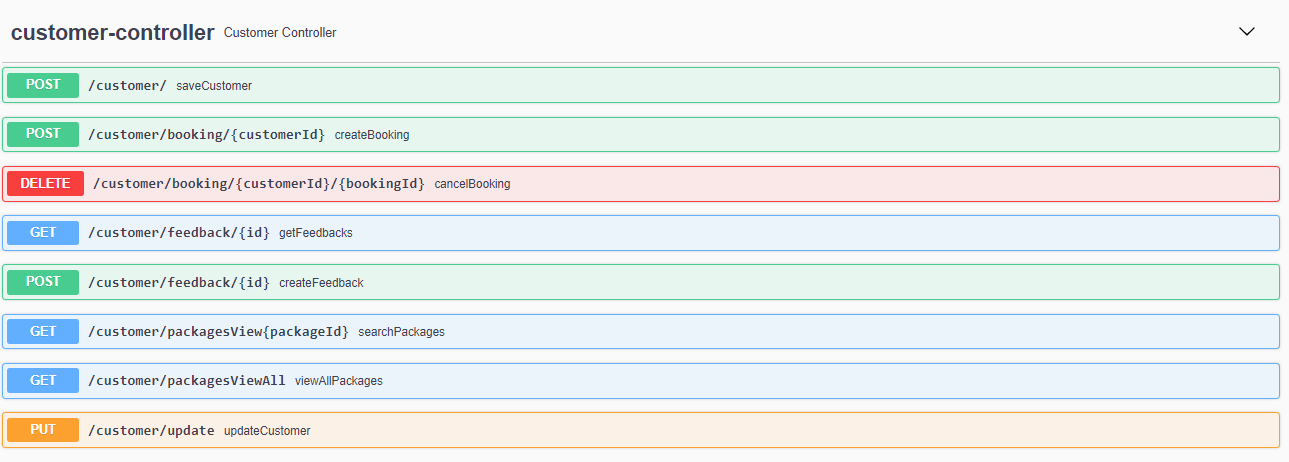 customer-controller Customer Controller
POST /customer/ saveCustomer
POST /customer/booking/{customerId} createBooking
DELETE /customer/booking/{customerId}/{bookingId} cancelBooking
GET /customer/feedback/{id} getFeedbacks
POST /customer/feedback/{id} createFeedback
GET /customer/packagesView{packageId} searchPackages
GET /customer/packagesViewAll viewAllPackages
PUT /customer/update updateCustomer